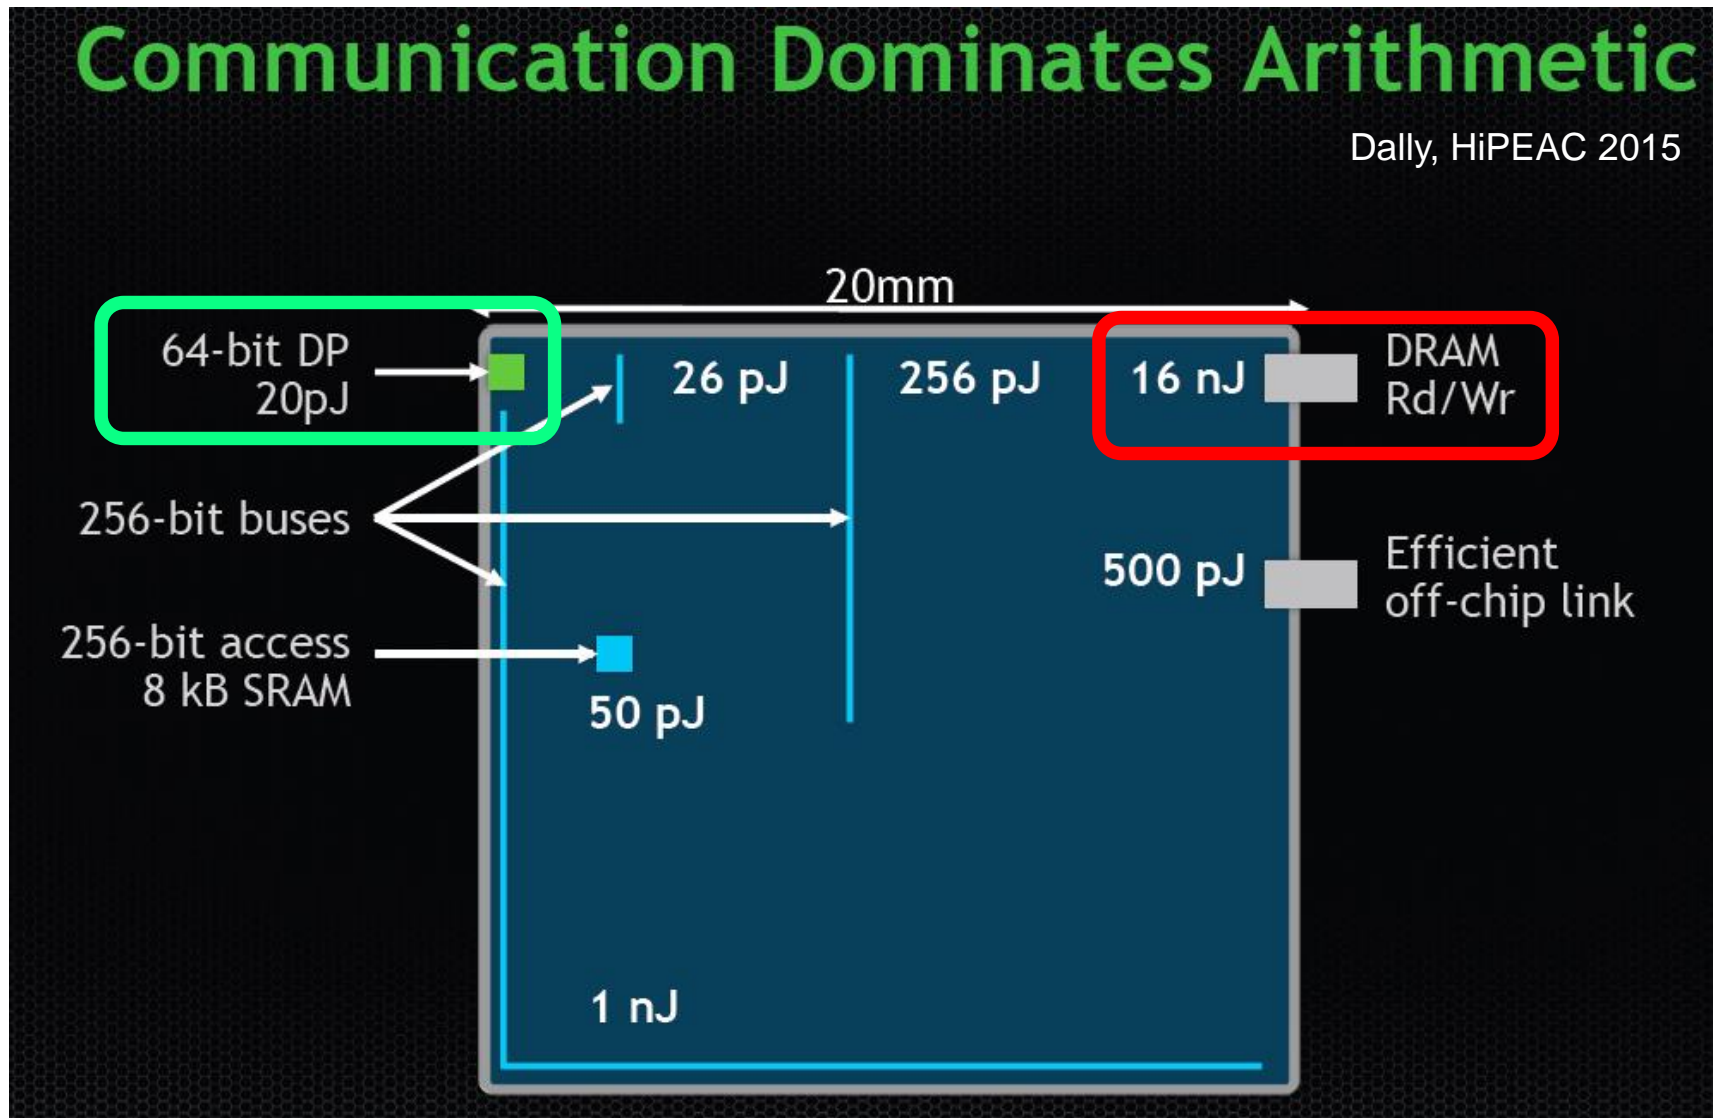 Communication Dominates Arithmetic
Dally, HiPEAC 2015
20mm
64-bit DP
20pJ
26 pJ
256 pJ
16 nJ
DRAM
Rd/Wr
256-bit buses
500 pJ
Efficient
off-chip link
256-bit access
8 kB SRAM
50 pJ
1 nJ